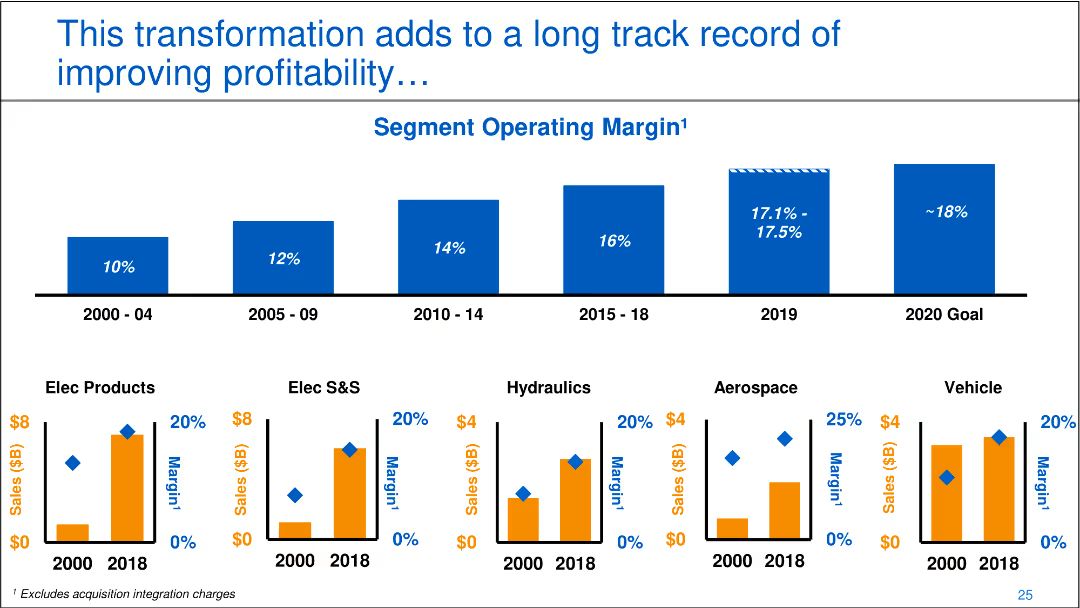 This transformation adds to a long track record of
improving profitability…
Segment Operating Margin¹
10%
12%
14%
16%
17.1% -
17.5%
~18%
2000 - 04
2005 - 09
2010 - 14
2015 - 18
2019
2020 Goal
Elec Products
$8
20%
Sales ($B)
Margin¹
$0
0%
2000
2018
Elec S&S
$8
20%
Sales ($B)
Margin¹
$0
0%
2000
2018
Hydraulics
$4
20%
Sales ($B)
Margin¹
$0
0%
2000
2018
Aerospace
$4
25%
Sales ($B)
Margin¹
$0
0%
2000
2018
Vehicle
$4
20%
Sales ($B)
Margin¹
$0
0%
2000
2018
¹ Excludes acquisition integration charges
25